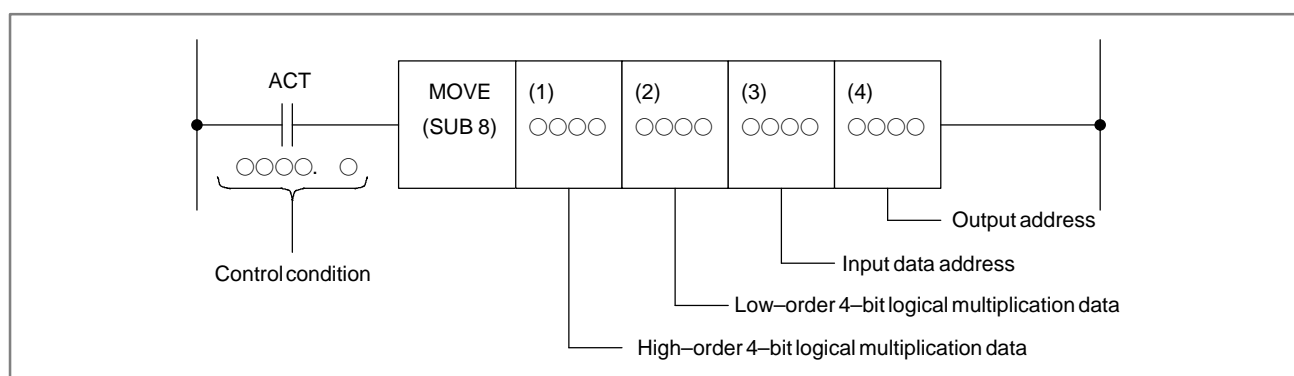 ACT
MOVE
(SUB 8)
(1)
○○○○
(2)
○○○○
(3)
○○○○
(4)
○○○○
○○○○. ○
Control condition
Output address
Input data address
Low–order 4–bit logical multiplication data
High–order 4–bit logical multiplication data